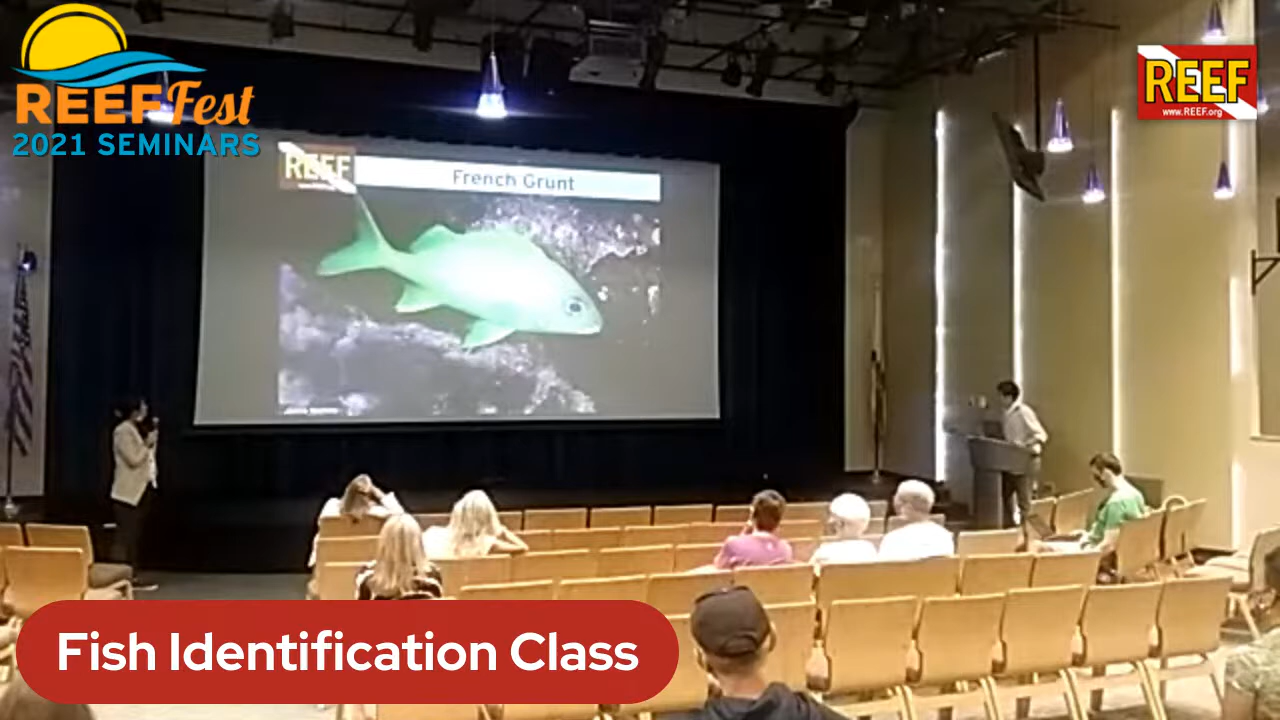 REEF Fest
2021 SEMINARS
REEF
www.REEF.org
REEF
French Grunt
Fish Identification Class